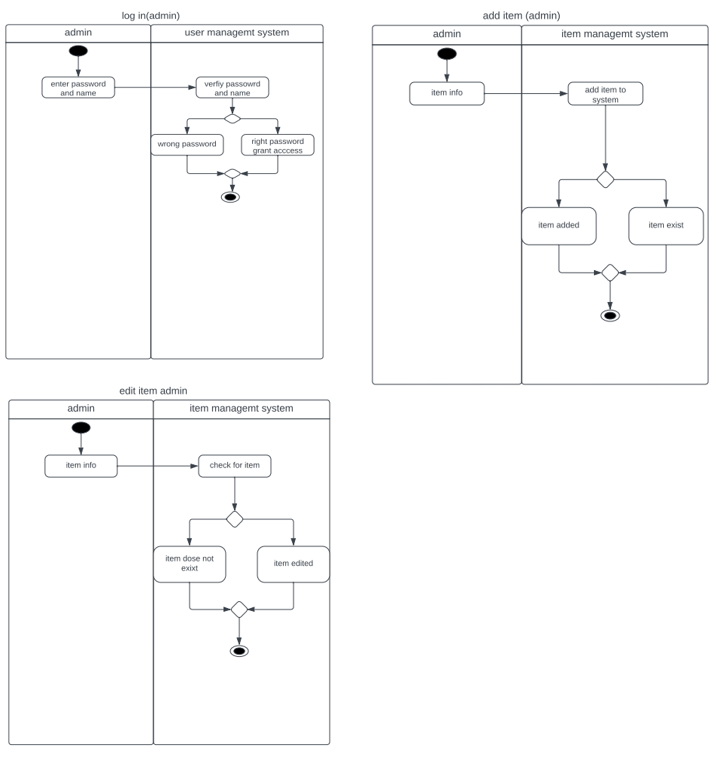 log in(admin)
admin
user managemt system
enter password
and name
verfiy passowrd
and name
wrong password
right password
grant acccess
add item (admin)
admin
item managemt system
item info
add item to
system
item added
item exist
edit item admin
admin
item managemt system
item info
check for item
item dose not
exixt
item edited